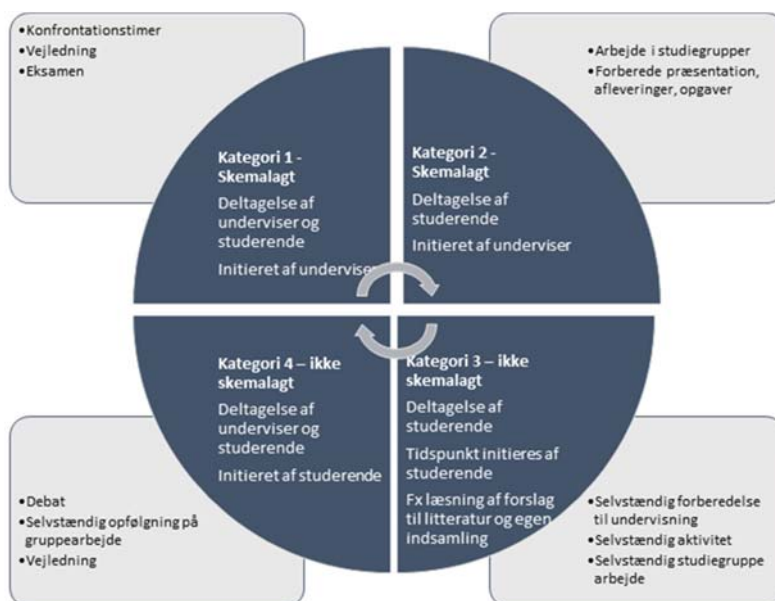 •Konfrontationstimer
•Vejledning
•Eksamen
•Arbejde i studiegrupper
•Forberede præsentation,
afleveringer, opgaver
Kategori 1 -
Skemalagt
Deltagelse af
underviser og
studerende
Initieret af underviser
Kategori 2 -
Skemalagt
Deltagelse af
studerende
Initieret af underviser
Kategori 4 – ikke
skemalagt
Deltagelse af
underviser og
studerende
Initieret af studerende
Kategori 3 – ikke
skemalagt
Deltagelse af
studerende
Tidspunkt initieres af
studerende
Fx læsning af forslag
til litteratur og egen
indsamling
•Debat
•Selvstændig opfølgning på
gruppearbejde
•Vejledning
•Selvstændig forberedelse
til undervisning
•Selvstændig aktivitet
•Selvstændig studiegruppe
arbejde